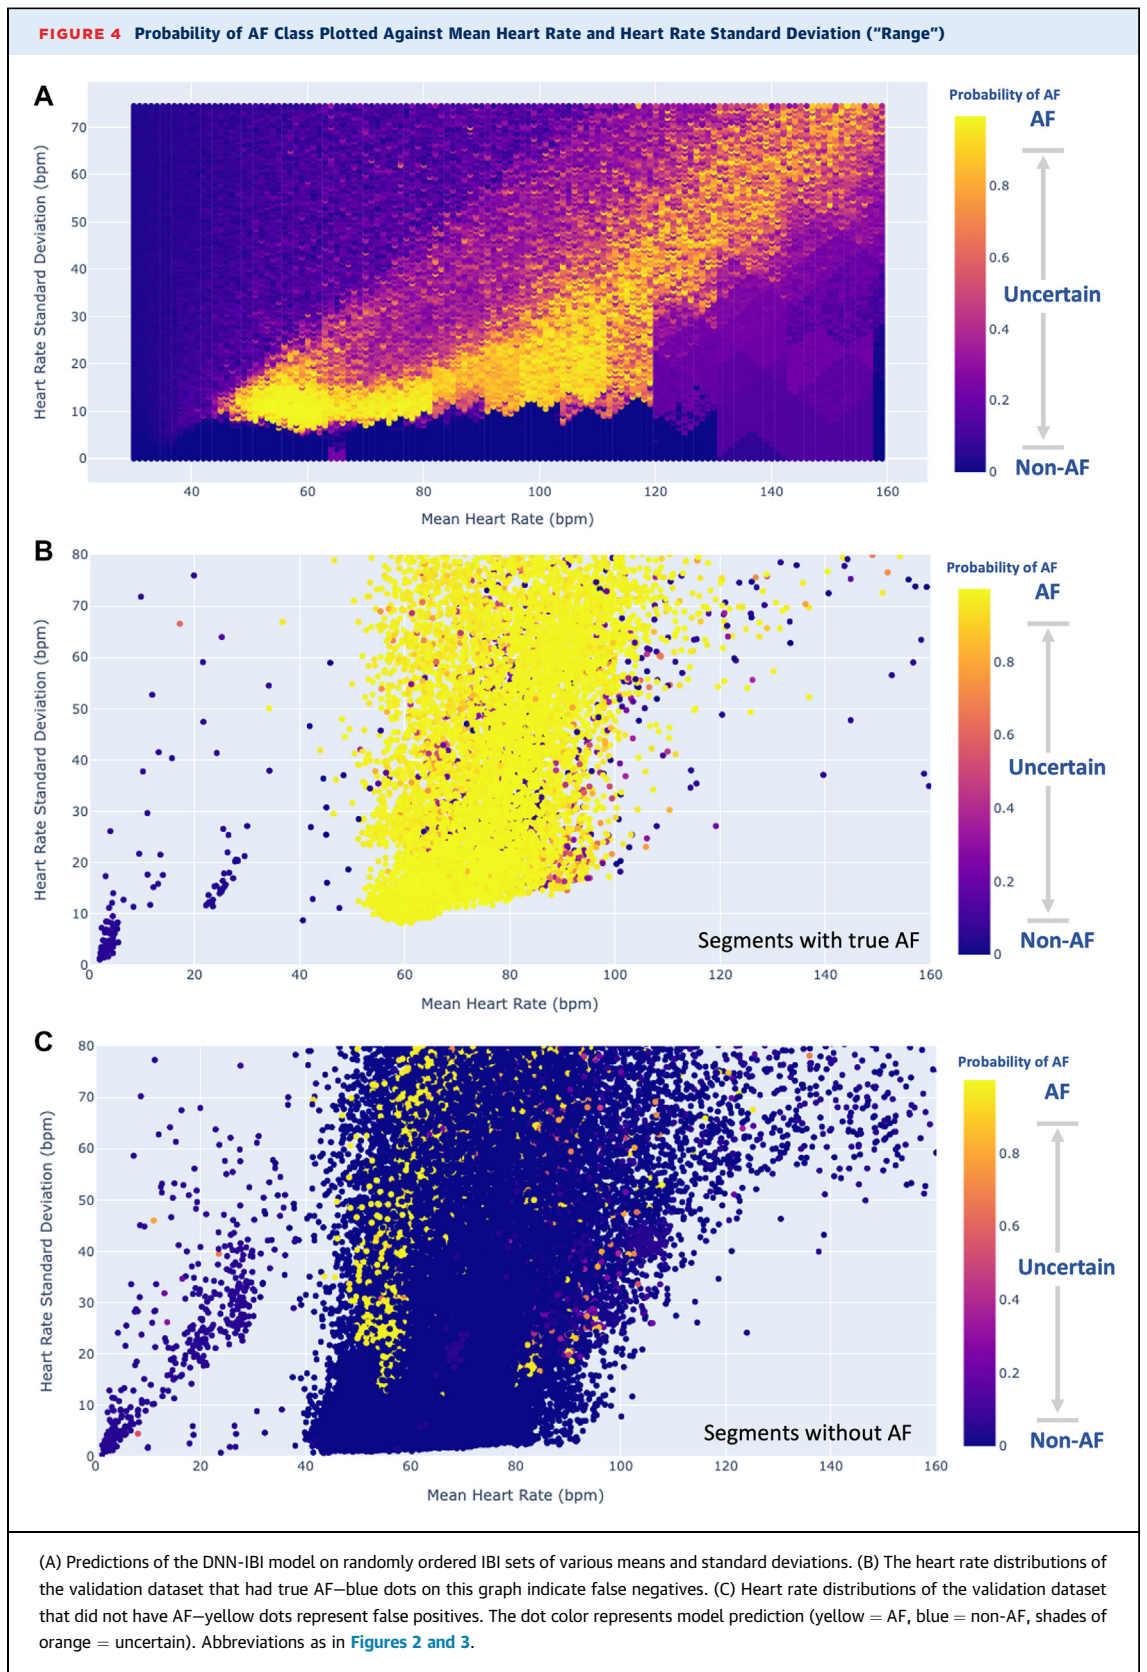 FIGURE 4 Probability of AF Class Plotted Against Mean Heart Rate and Heart Rate Standard Deviation (“Range”)
A
Heart Rate Standard Deviation (bpm)
70
60
50
40
30
20
10
0
40 60 80 100 120 140 160
Mean Heart Rate (bpm)
Probability of AF
AF
0.8
0.6
Uncertain
0.4
0.2
0
Non-AF
B
Heart Rate Standard Deviation (bpm)
80
70
60
50
40
30
20
10
0
0 20 40 60 80 100 120 140 160
Mean Heart Rate (bpm)
Segments with true AF
Probability of AF
AF
0.8
0.6
Uncertain
0.4
0.2
0
Non-AF
C
Heart Rate Standard Deviation (bpm)
80
70
60
50
40
30
20
10
0
0 20 40 60 80 100 120 140 160
Mean Heart Rate (bpm)
Segments without AF
Probability of AF
AF
0.8
0.6
Uncertain
0.4
0.2
0
Non-AF
(A) Predictions of the DNN-IBI model on randomly ordered IBI sets of various means and standard deviations. (B) The heart rate distributions of
the validation dataset that had true AF—blue dots on this graph indicate false negatives. (C) Heart rate distributions of the validation dataset
that did not have AF—yellow dots represent false positives. The dot color represents model prediction (yellow = AF, blue = non-AF, shades of
orange = uncertain). Abbreviations as in Figures 2 and 3.